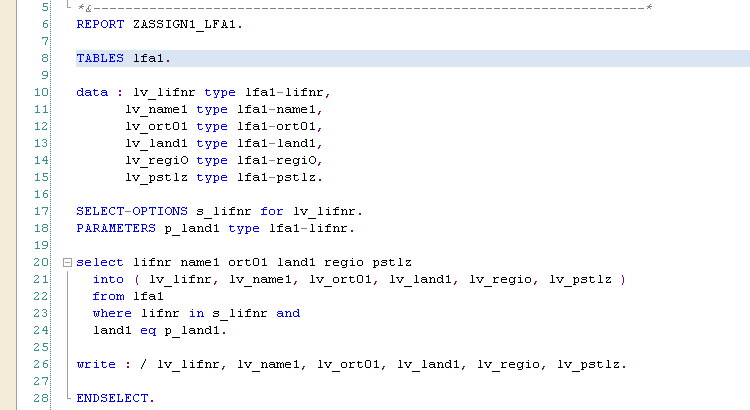 5 *&---------------------------------------------------------------------*
6 REPORT ZASSIGN1_LFA1.
7
8 TABLES lfa1.
9
10 data : lv_lifnr type lfa1-lifnr,
11 lv_name1 type lfa1-name1,
12 lv_ort01 type lfa1-ort01,
13 lv_land1 type lfa1-land1,
14 lv_regiO type lfa1-regiO,
15 lv_pstlz type lfa1-pstlz.
16
17 SELECT-OPTIONS s_lifnr for lv_lifnr.
18 PARAMETERS p_land1 type lfa1-lifnr.
19
20 select lifnr name1 ort01 land1 regio pstlz
21 into ( lv_lifnr, lv_name1, lv_ort01, lv_land1, lv_regio, lv_pstlz )
22 from lfa1
23 where lifnr in s_lifnr and
24 land1 eq p_land1.
25
26 write : / lv_lifnr, lv_name1, lv_ort01, lv_land1, lv_regio, lv_pstlz.
27
28 ENDSELECT.